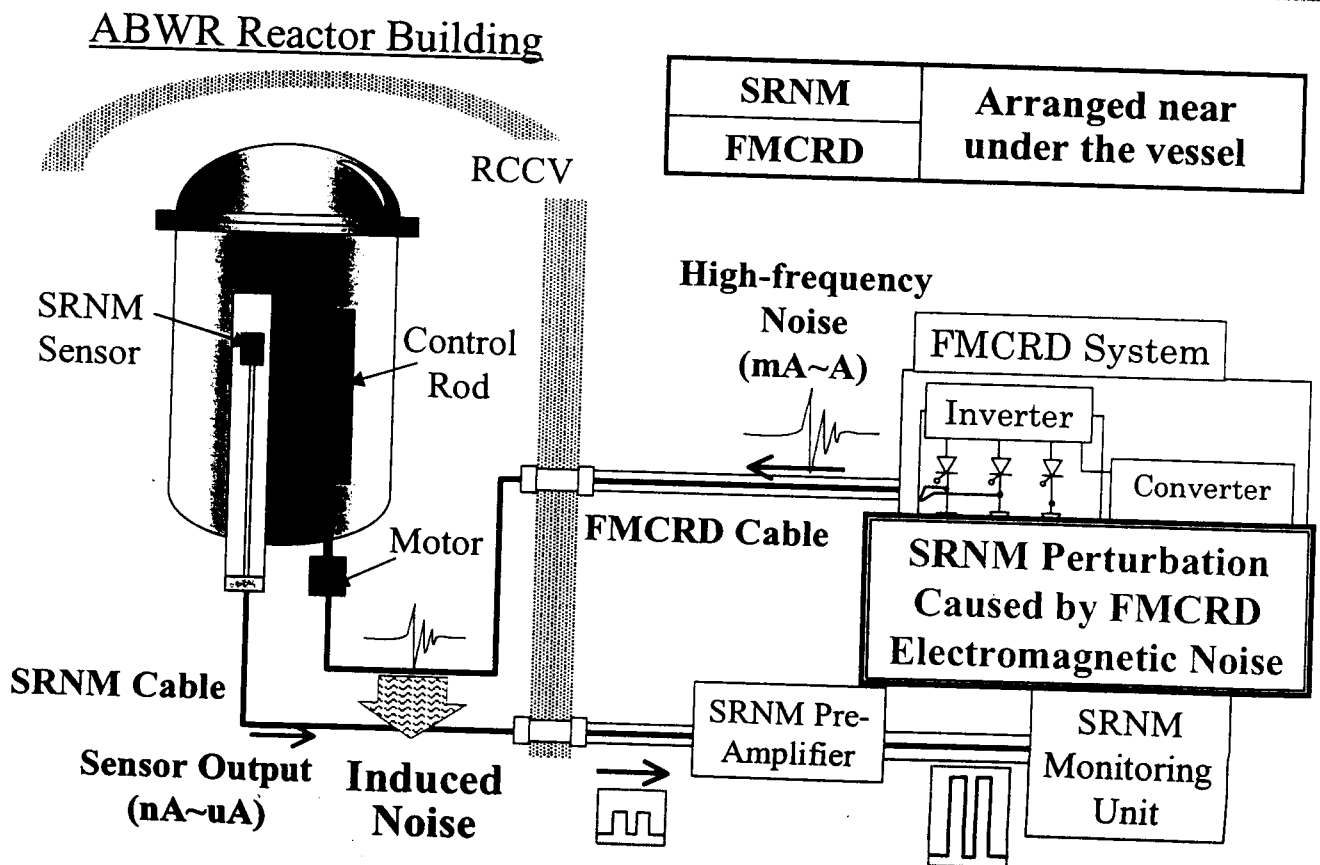 ABWR Reactor Building
SRNM
FMCRD
Arranged near
under the vessel
RCCV
SRNM
Sensor
Control
Rod
High-frequency
Noise
(mA~A)
FMCRD System
Inverter
Converter
Motor
FMCRD Cable
SRNM Perturbation
Caused by FMCRD
Electromagnetic Noise
SRNM Cable
Sensor Output
(nA~uA)
Induced
Noise
SRNM Pre-
Amplifier
SRNM
Monitoring
Unit